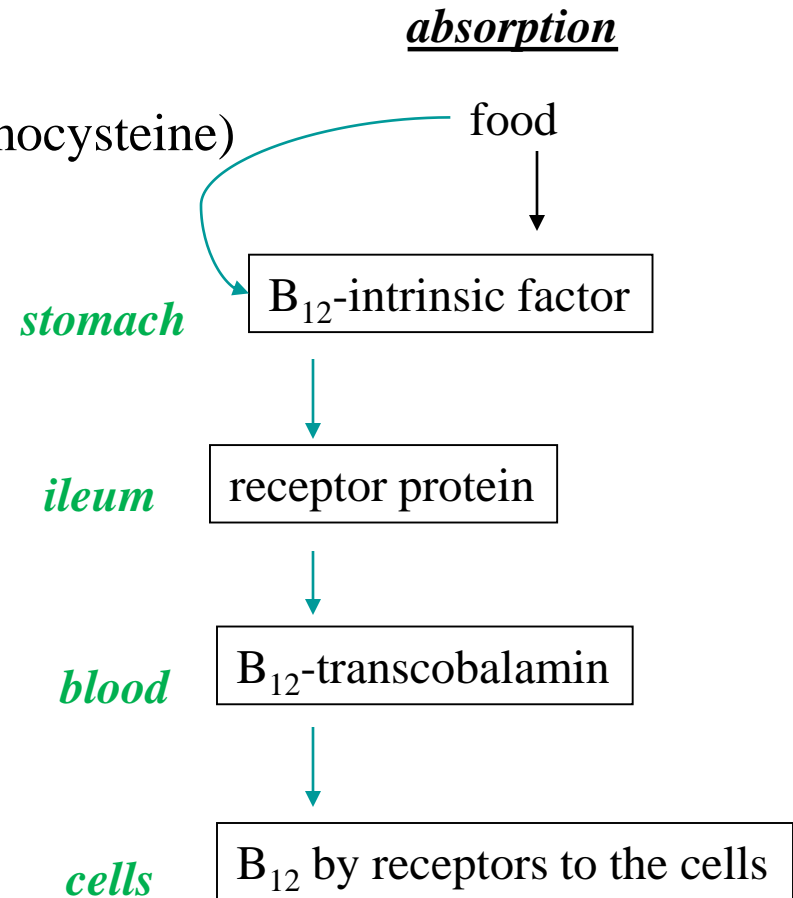 absorption
food
nocysteine)
B₁₂-intrinsic factor
stomach
receptor protein
ileum
B₁₂-transcobalamin
blood
B₁₂ by receptors to the cells
cells